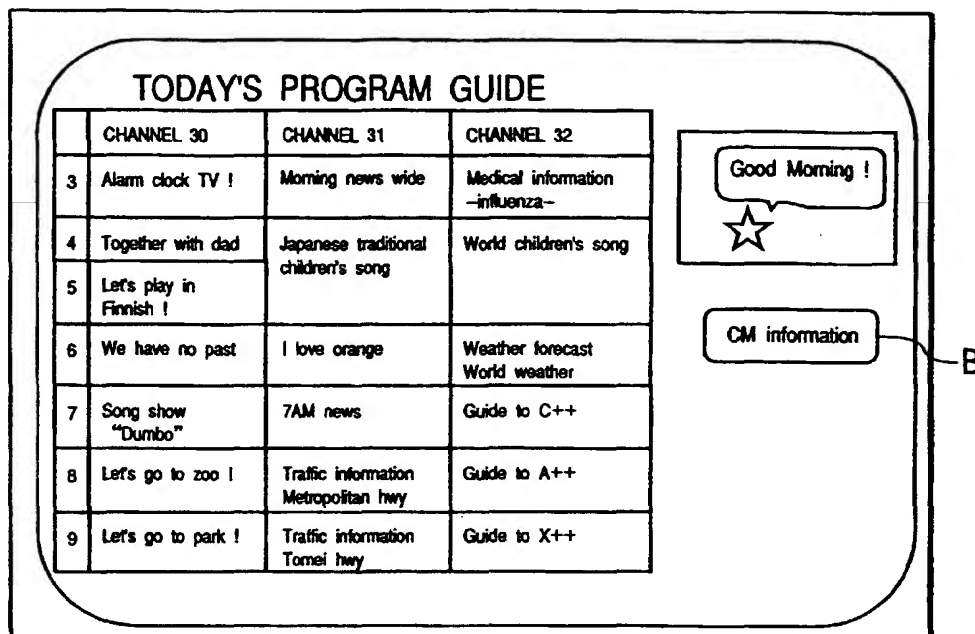 TODAY'S PROGRAM GUIDE
CHANNEL 30 CHANNEL 31 CHANNEL 32
3 Alarm clock TV ! Morning news wide Medical information
–influenza–
4 Together with dad Japanese traditional World children's song
children's song
5 Let's play in
Finnish !
6 We have no past I love orange Weather forecast
World weather
7 Song show 7AM news Guide to C++
"Dumbo"
8 Let's go to zoo ! Traffic information Guide to A++
Metropolitan hwy
9 Let's go to park ! Traffic information Guide to X++
Tomei hwy
Good Morning !
CM information
B